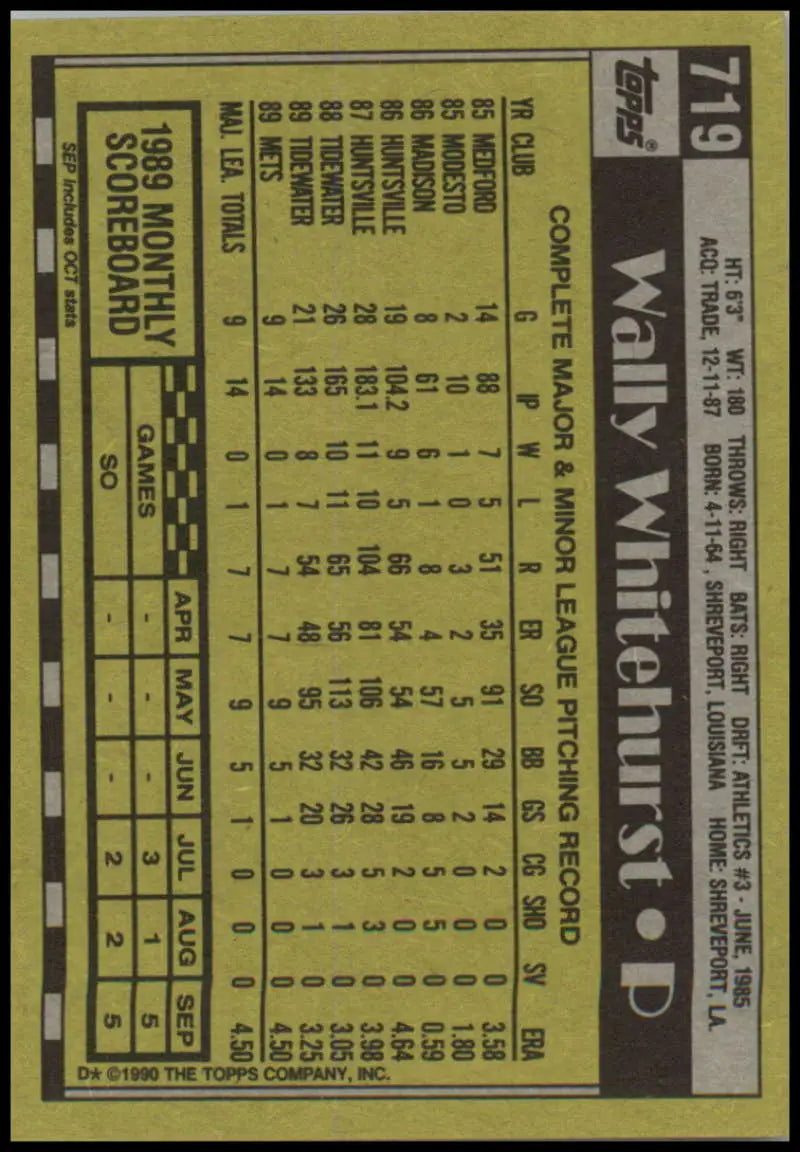 719
HT: 6'3" WT: 180 THROWS: RIGHT BATS: RIGHT DRFT: ATHLETICS #3 - JUNE, 1985
ACQ: TRADE, 12-11-87 BORN: 4-11-64, SHREVEPORT, LOUISIANA HOME: SHREVEPORT, LA.
TOPPS®
Wally Whitehurst • P
COMPLETE MAJOR & MINOR LEAGUE PITCHING RECORD
YR CLUB G IP W L R ER SO BB GS CG SHO SV ERA
85 MEDFORD 14 88 7 5 51 35 91 29 14 2 0 0 3.58
85 MODESTO 2 10 1 0 3 2 5 5 2 0 0 0 1.80
86 MADISON 8 61 6 1 8 4 57 16 8 5 5 0 0.59
86 HUNTSVILLE 19 104.2 9 5 66 54 54 46 19 2 0 0 4.64
87 HUNTSVILLE 28 183.1 11 10 104 81 106 42 28 5 3 0 3.98
88 TIDEWATER 26 165 10 11 65 56 113 32 26 3 1 0 3.05
89 TIDEWATER 21 133 8 7 54 48 95 32 20 3 1 0 3.25
89 METS 9 14 0 1 7 7 9 5 1 0 0 0 4.50
MAJ. LEA. TOTALS 9 14 0 1 7 7 9 5 1 0 0 0 4.50
1989 MONTHLY
SCOREBOARD
APR MAY JUN JUL AUG SEP
GAMES - - - 3 1 5
SO - - - 2 2 5
SEP Includes OCT stats
D* ©1990 THE TOPPS COMPANY, INC.